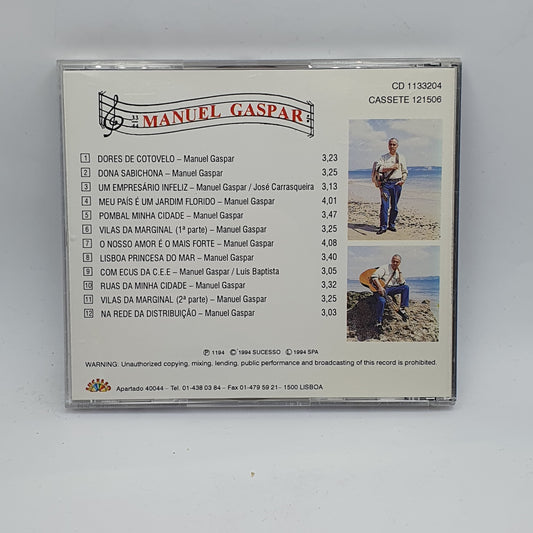 CD 1133204
CASSETE 121506
33
44
MANUEL GASPAR
1 DORES DE COTOVELO – Manuel Gaspar 3,23
2 DONA SABICHONA – Manuel Gaspar 3,25
3 UM EMPRESÁRIO INFELIZ – Manuel Gaspar / José Carrasqueira 3,13
4 MEU PAÍS É UM JARDIM FLORIDO – Manuel Gaspar 4,01
5 POMBAL MINHA CIDADE – Manuel Gaspar 3,47
6 VILAS DA MARGINAL (1ª parte) – Manuel Gaspar 3,25
7 O NOSSO AMOR É O MAIS FORTE – Manuel Gaspar 4,08
8 LISBOA PRINCESA DO MAR – Manuel Gaspar 3,40
9 COM ECUS DA C.E.E – Manuel Gaspar / Luís Baptista 3,05
10 RUAS DA MINHA CIDADE – Manuel Gaspar 3,32
11 VILAS DA MARGINAL (2ª parte) – Manuel Gaspar 3,25
12 NA REDE DA DISTRIBUIÇÃO – Manuel Gaspar 3,03
Ⓟ 1194 © 1994 SUCESSO Ⓛ 1994 SPA
WARNING: Unauthorized copying, mixing, lending, public performance and broadcasting of this record is prohibited.
Apartado 40044 – Tel. 01-438 03 84 – Fax 01-479 59 21 – 1500 LISBOA